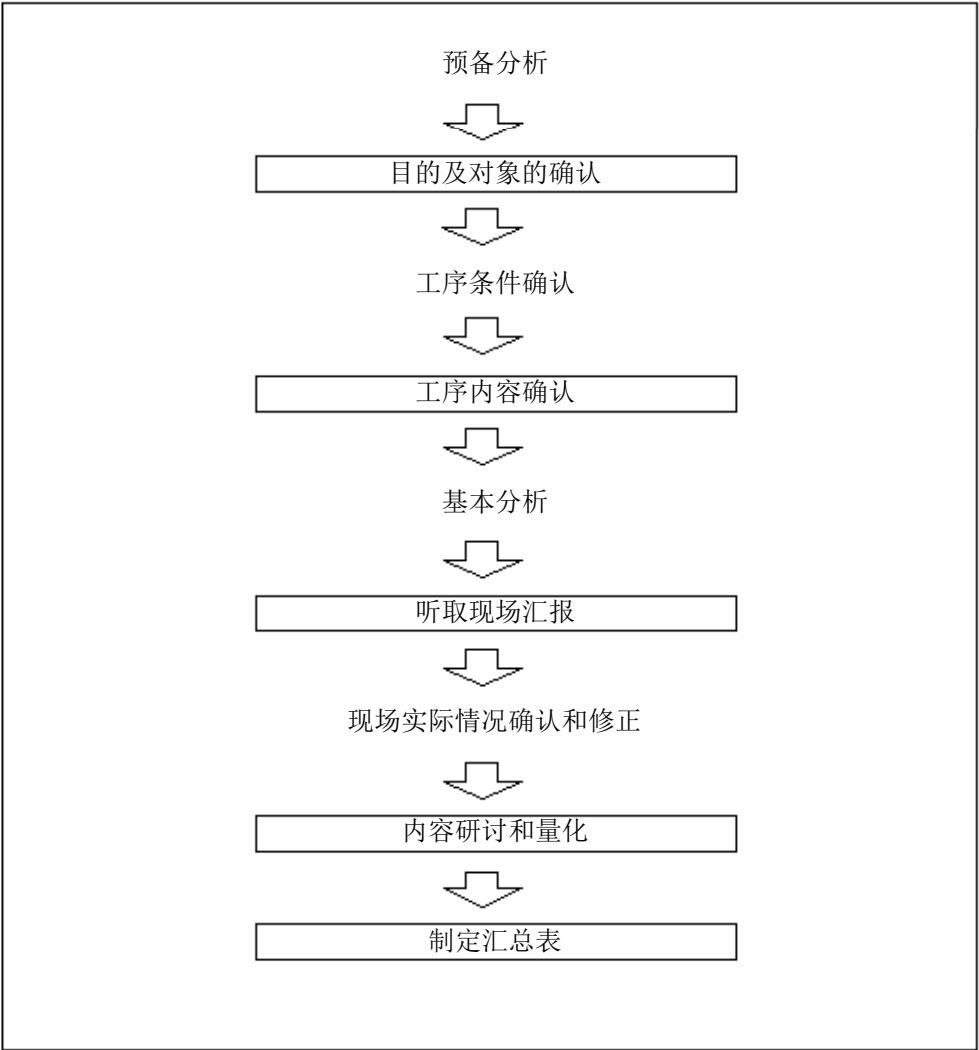 预备分析
目的及对象的确认
工序条件确认
工序内容确认
基本分析
听取现场汇报
现场实际情况确认和修正
内容研讨和量化
制定汇总表